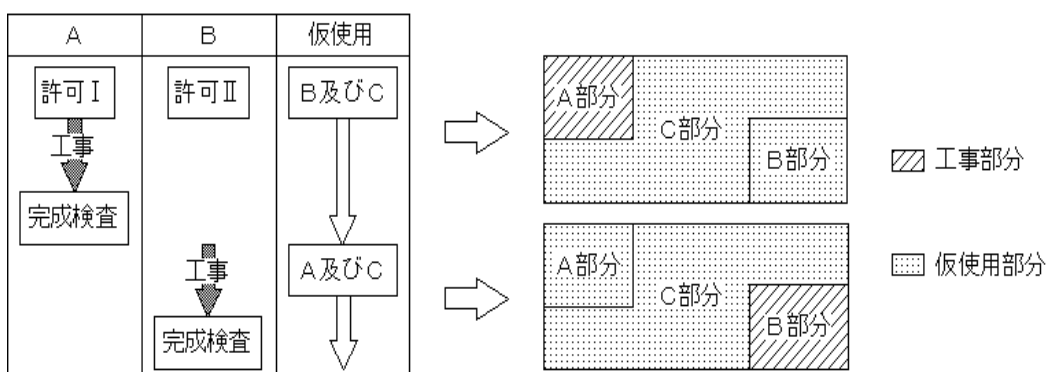 A
B
仮使用
許可Ⅰ
許可Ⅱ
B及びC
工事
完成検査
工事
A及びC
完成検査
A部分
C部分
B部分
A部分
C部分
B部分
工事部分
仮使用部分